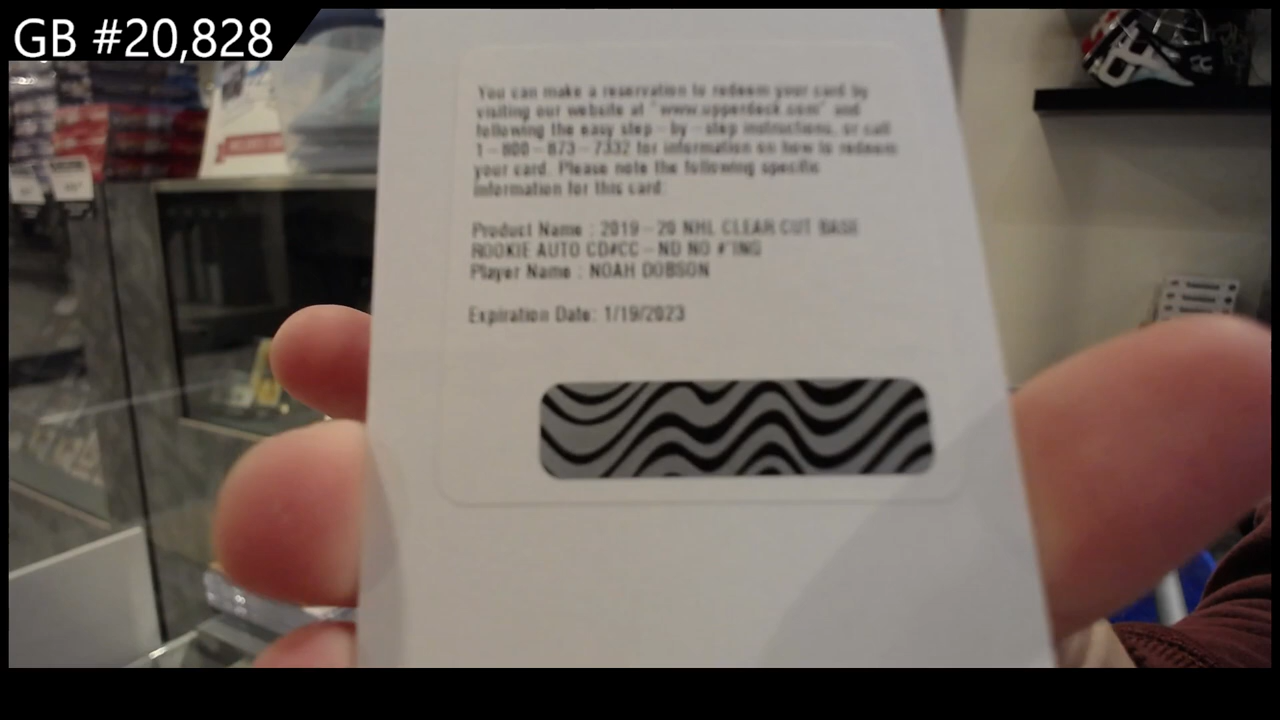 GB #20,828
You can make a reservation to redeem your card by
visiting our website at "www.upperdeck.com" and
following the easy step - by - step instructions, or call
1 - 800 - 873 - 7332 for information on how to redeem
your card. Please note the following specific
information for this card:
Product Name : 2019 - 20 NHL CLEAR CUT BASE
ROOKIE AUTO CD#CC - ND NO #'ING
Player Name : NOAH DOBSON
Expiration Date: 1/19/2023